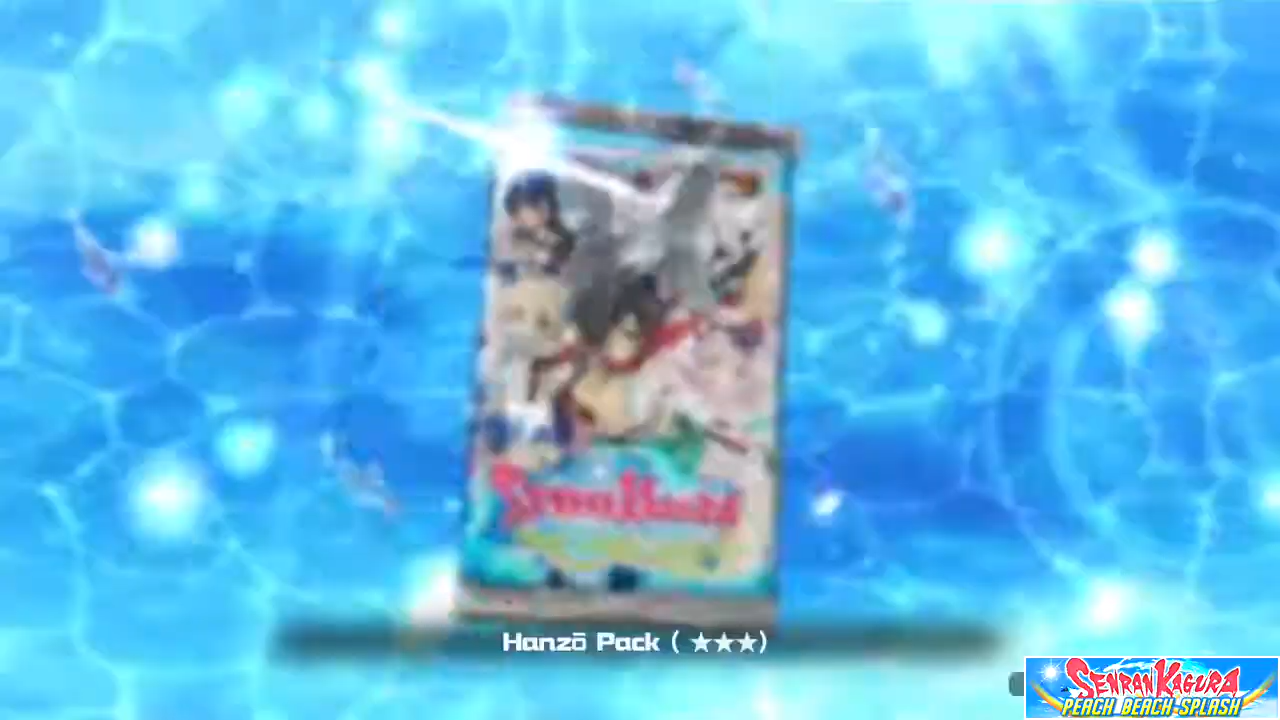 Hanzō Pack ( ★★★)
SENRAN KAGURA
PEACH BEACH SPLASH